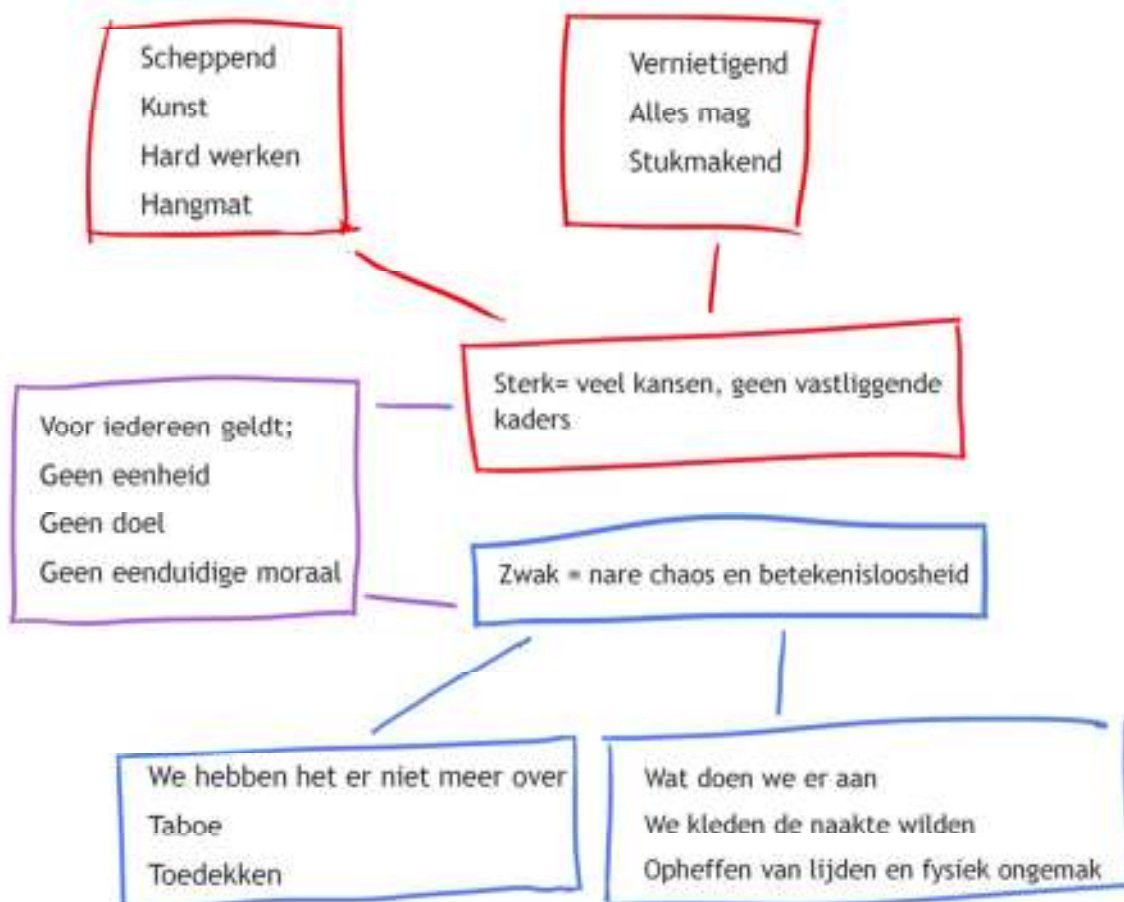 Scheppend
Kunst
Hard werken
Hangmat
Vernietigend
Alles mag
Stukmakend
Sterk= veel kansen, geen vastliggende
kaders
Voor iedereen geldt;
Geen eenheid
Geen doel
Geen eenduidige moraal
Zwak = nare chaos en betekenisloosheid
We hebben het er niet meer over
Taboe
Toedekken
Wat doen we er aan
We kleden de naakte wilden
Opheffen van lijden en fysiek ongemak